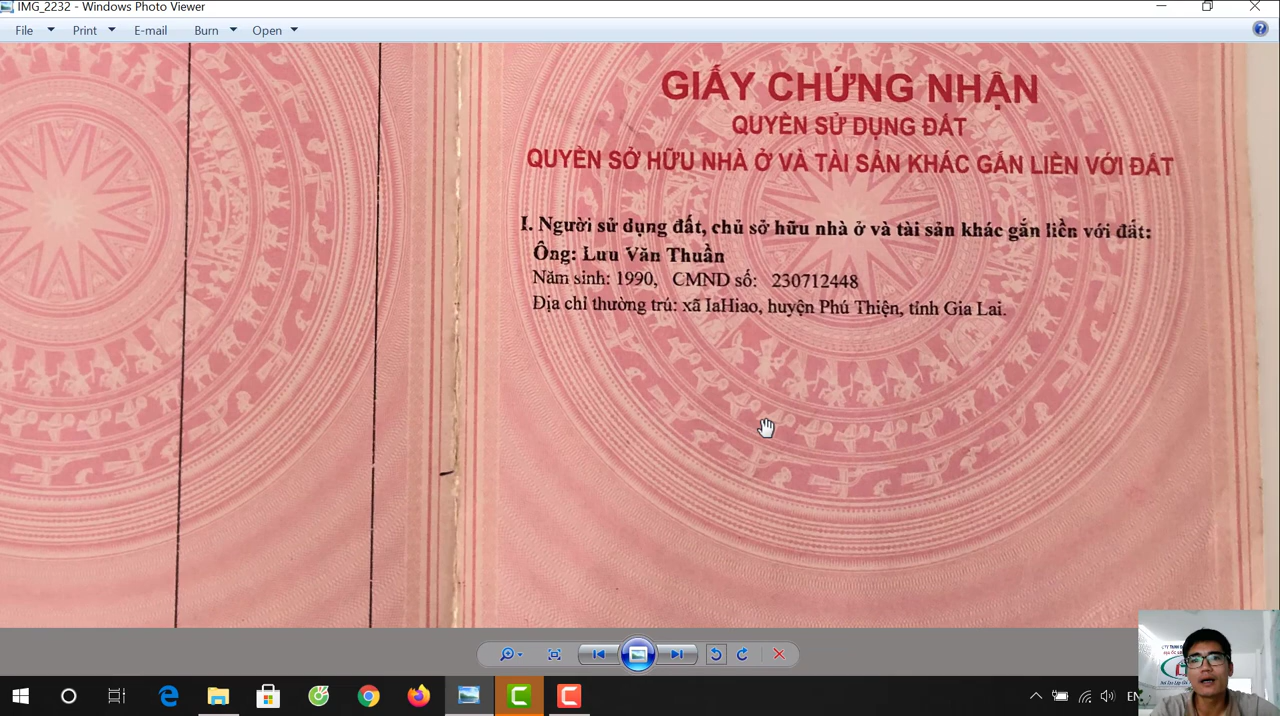 IMG_2232 - Windows Photo Viewer
File Print E-mail Burn Open
GIẤY CHỨNG NHẬN
QUYỀN SỬ DỤNG ĐẤT
QUYỀN SỞ HỮU NHÀ Ở VÀ TÀI SẢN KHÁC GẮN LIỀN VỚI ĐẤT
I. Người sử dụng đất, chủ sở hữu nhà ở và tài sản khác gắn liền với đất:
Ông: Lưu Văn Thuần
Năm sinh: 1990, CMND số: 230712448
Địa chỉ thường trú: xã IaHiao, huyện Phú Thiện, tỉnh Gia Lai.